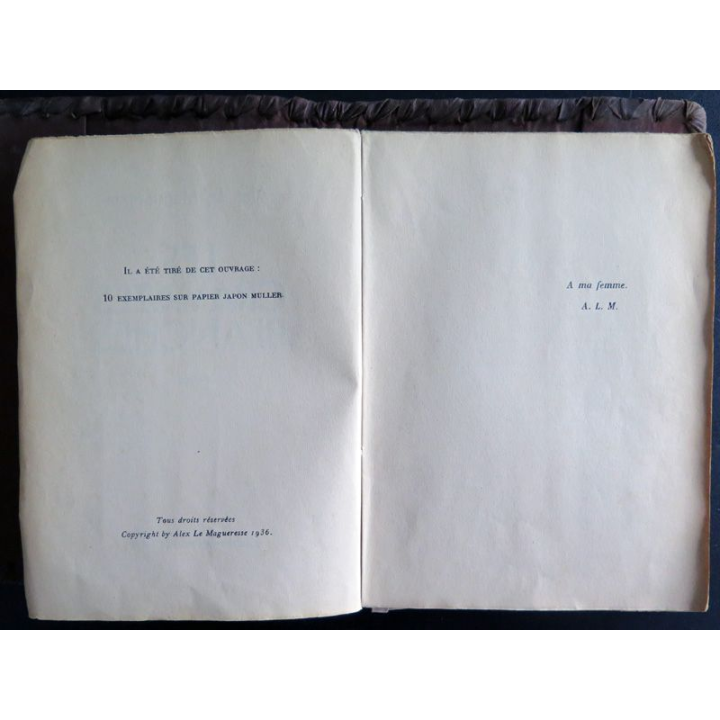 Il a été tiré de cet ouvrage :
10 exemplaires sur papier japon muller.
Tous droits réservées
Copyright by Alex Le Magueresse 1936.
A ma femme.
A. L. M.